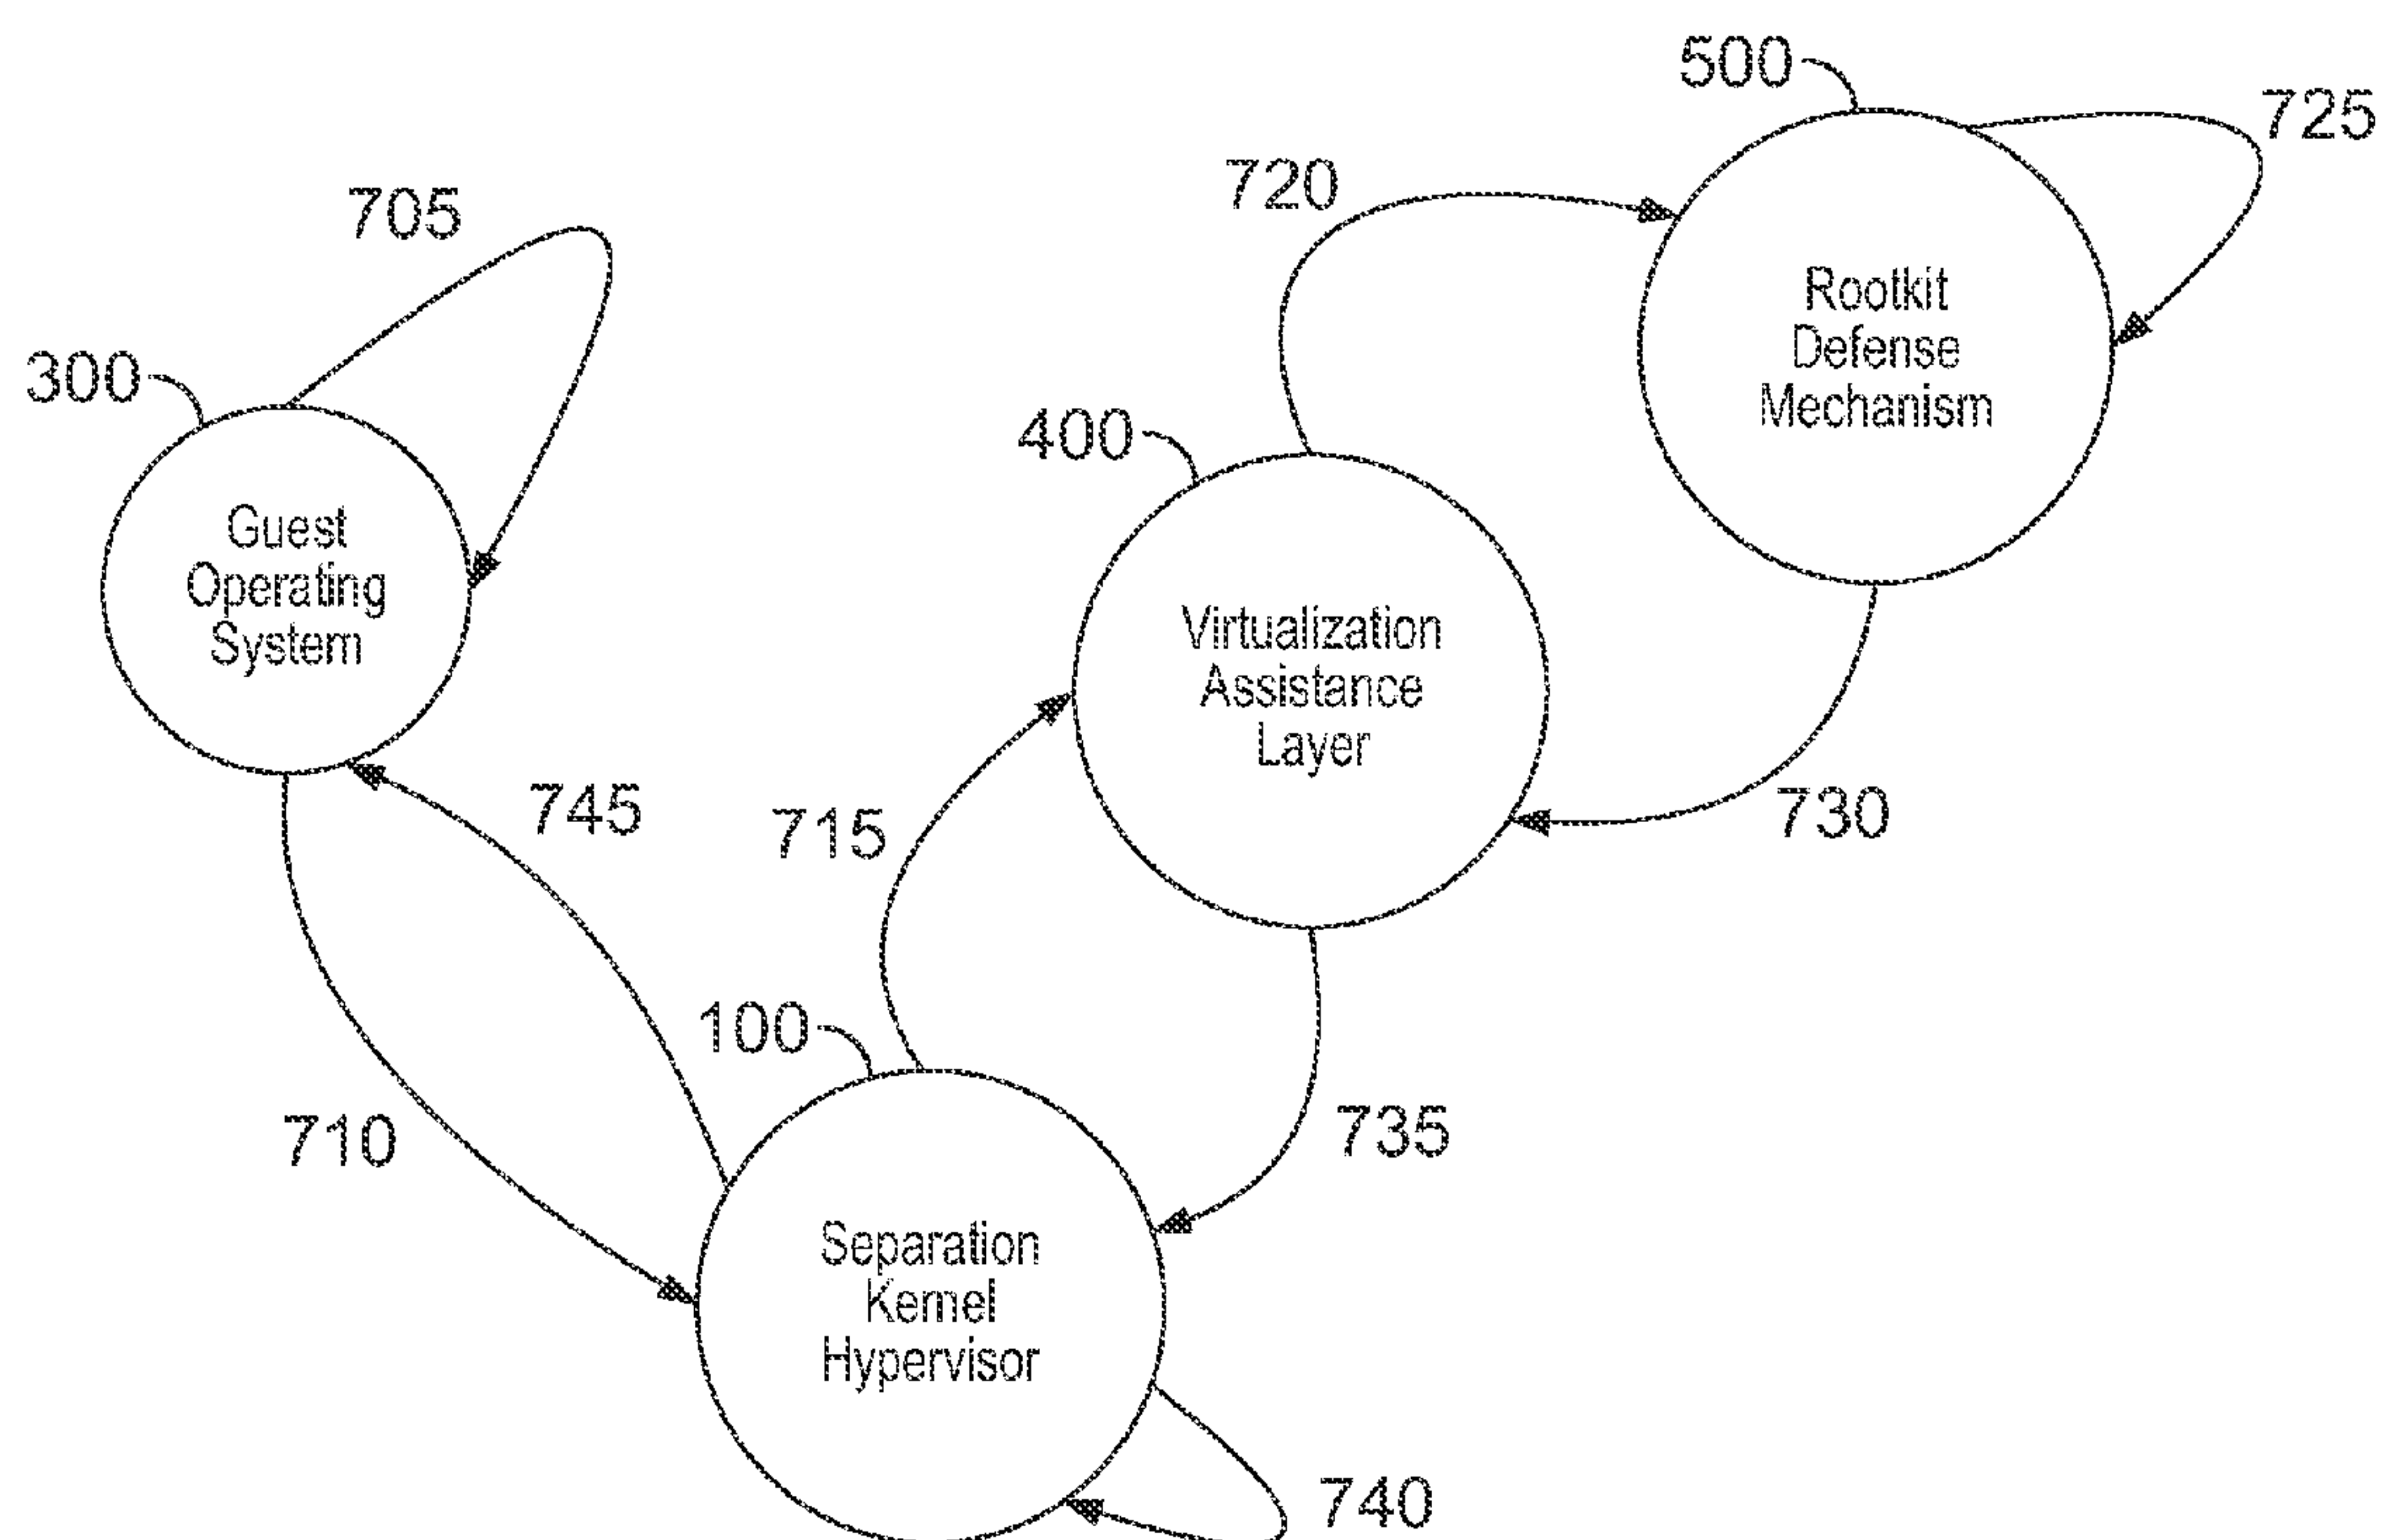 500
725
720
705
300
Rootkit
Defense
Mechanism
400
Guest
Operating
System
Virtualization
Assistance
Layer
745
715
730
100
710
735
Separation
Kernel
Hypervisor
740